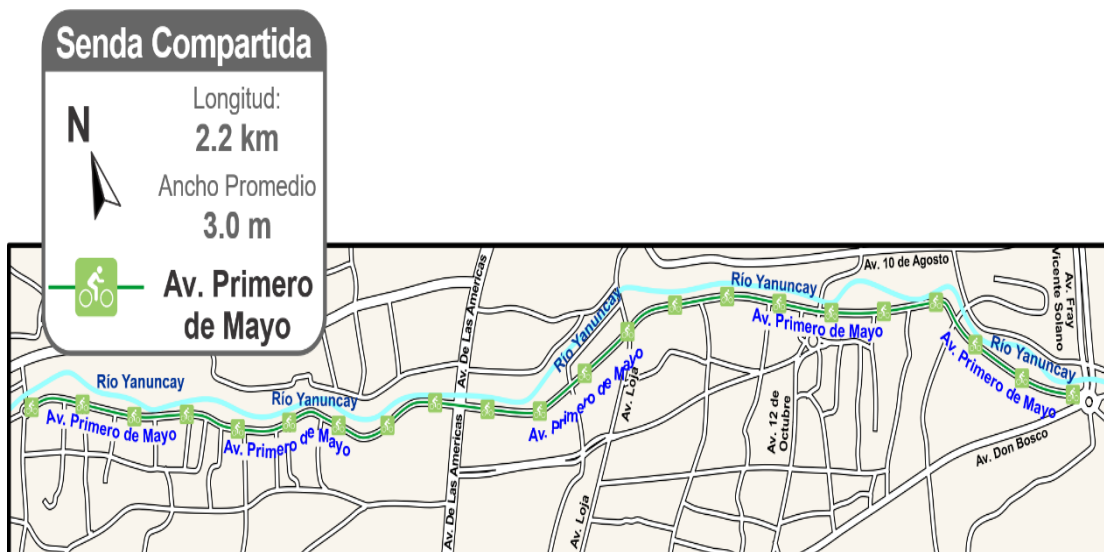 Senda Compartida
N
Longitud:
2.2 km
Ancho Promedio
3.0 m
Av. Primero
de Mayo
Av. 10 de Agosto
Río Yanuncay
Av. Primero de Mayo
Av. Fray
Vicente Solano
Av. De Las Americas
Río Yanuncay
Av. primero de Mayo
Av. Loja
Av. Primero de Mayo
Río Yanuncay
Río Yanuncay
Av. Primero de Mayo
Río Yanuncay
Av. Primero de Mayo
Av. 12 de
Octubre
Av. Don Bosco
Av. De Las Americas
Av. Loja